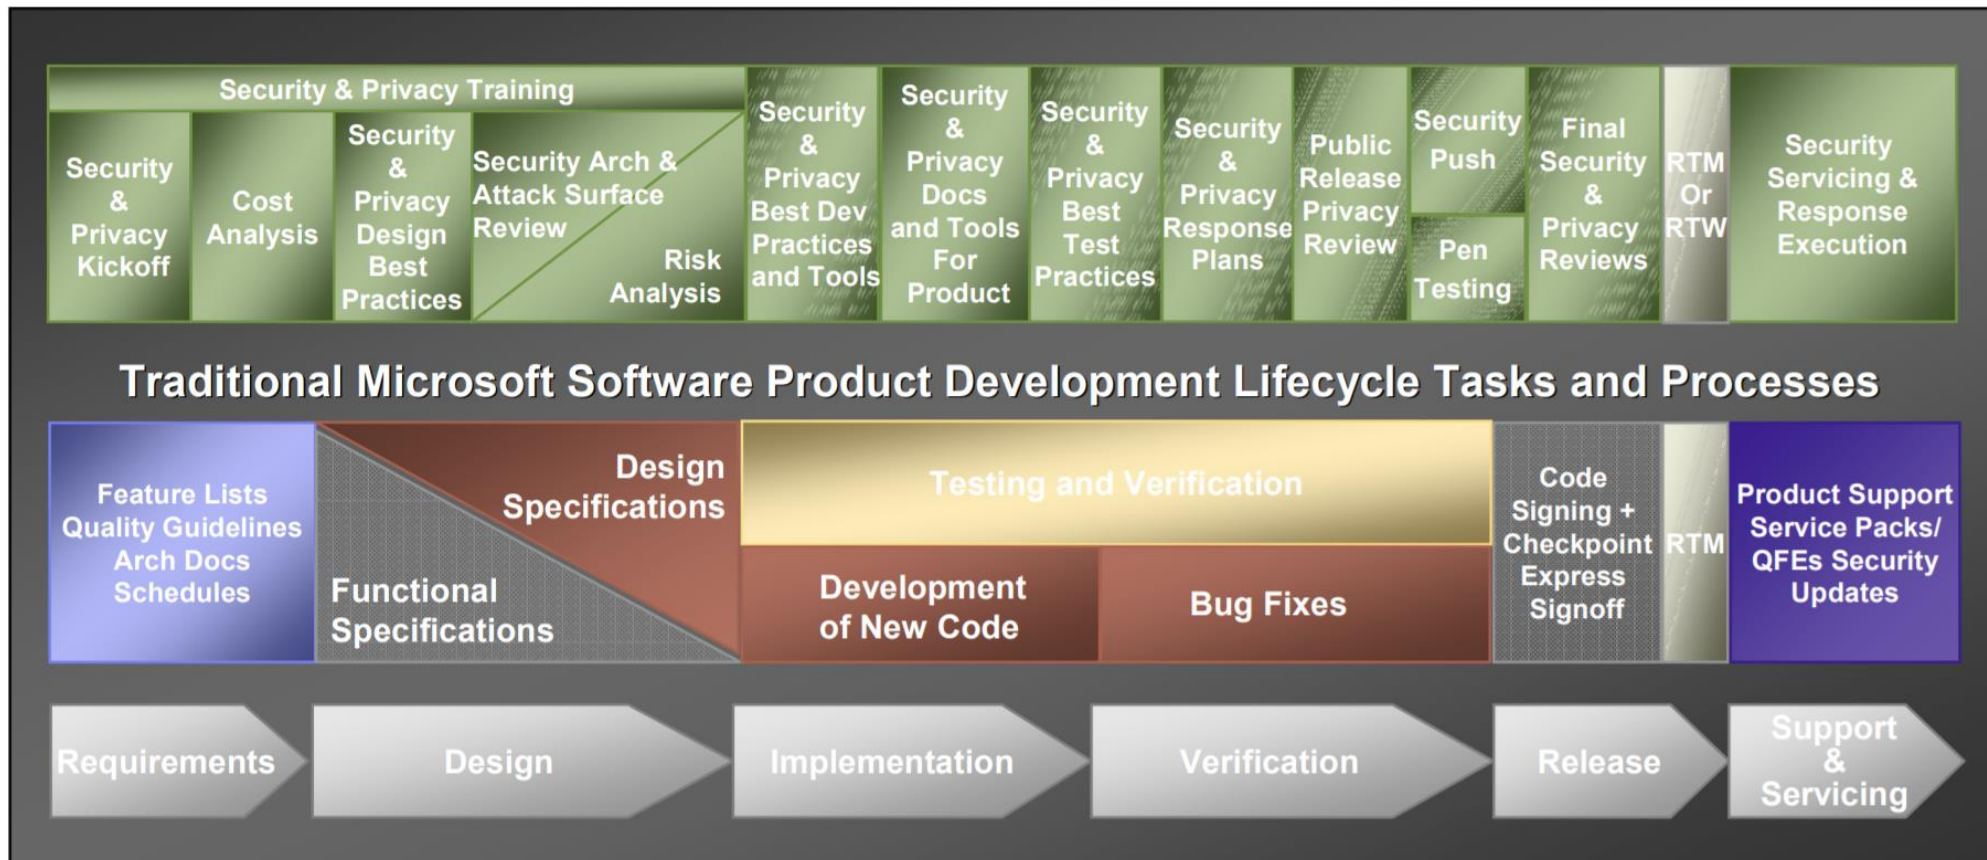 Security & Privacy Training
Security
&
Privacy
Kickoff
Cost
Analysis
Security
&
Privacy
Design
Best
Practices
Security Arch &
Attack Surface
Review
Risk
Analysis
Security
&
Privacy
Best Dev
Practices
and Tools
Security
&
Privacy
Docs
and Tools
For
Product
Security
&
Privacy
Best
Test
Practices
Security
&
Privacy
Response
Plans
Public
Release
Privacy
Review
Security
Push
Pen
Testing
Final
Security
&
Privacy
Reviews
RTM
Or
RTW
Security
Servicing &
Response
Execution
Traditional Microsoft Software Product Development Lifecycle Tasks and Processes
Feature Lists
Quality Guidelines
Arch Docs
Schedules
Design
Specifications
Functional
Specifications
Testing and Verification
Development
of New Code
Bug Fixes
Code
Signing +
Checkpoint
Express
Signoff
RTM
Product Support
Service Packs/
QFEs Security
Updates
Requirements
Design
Implementation
Verification
Release
Support
&
Servicing